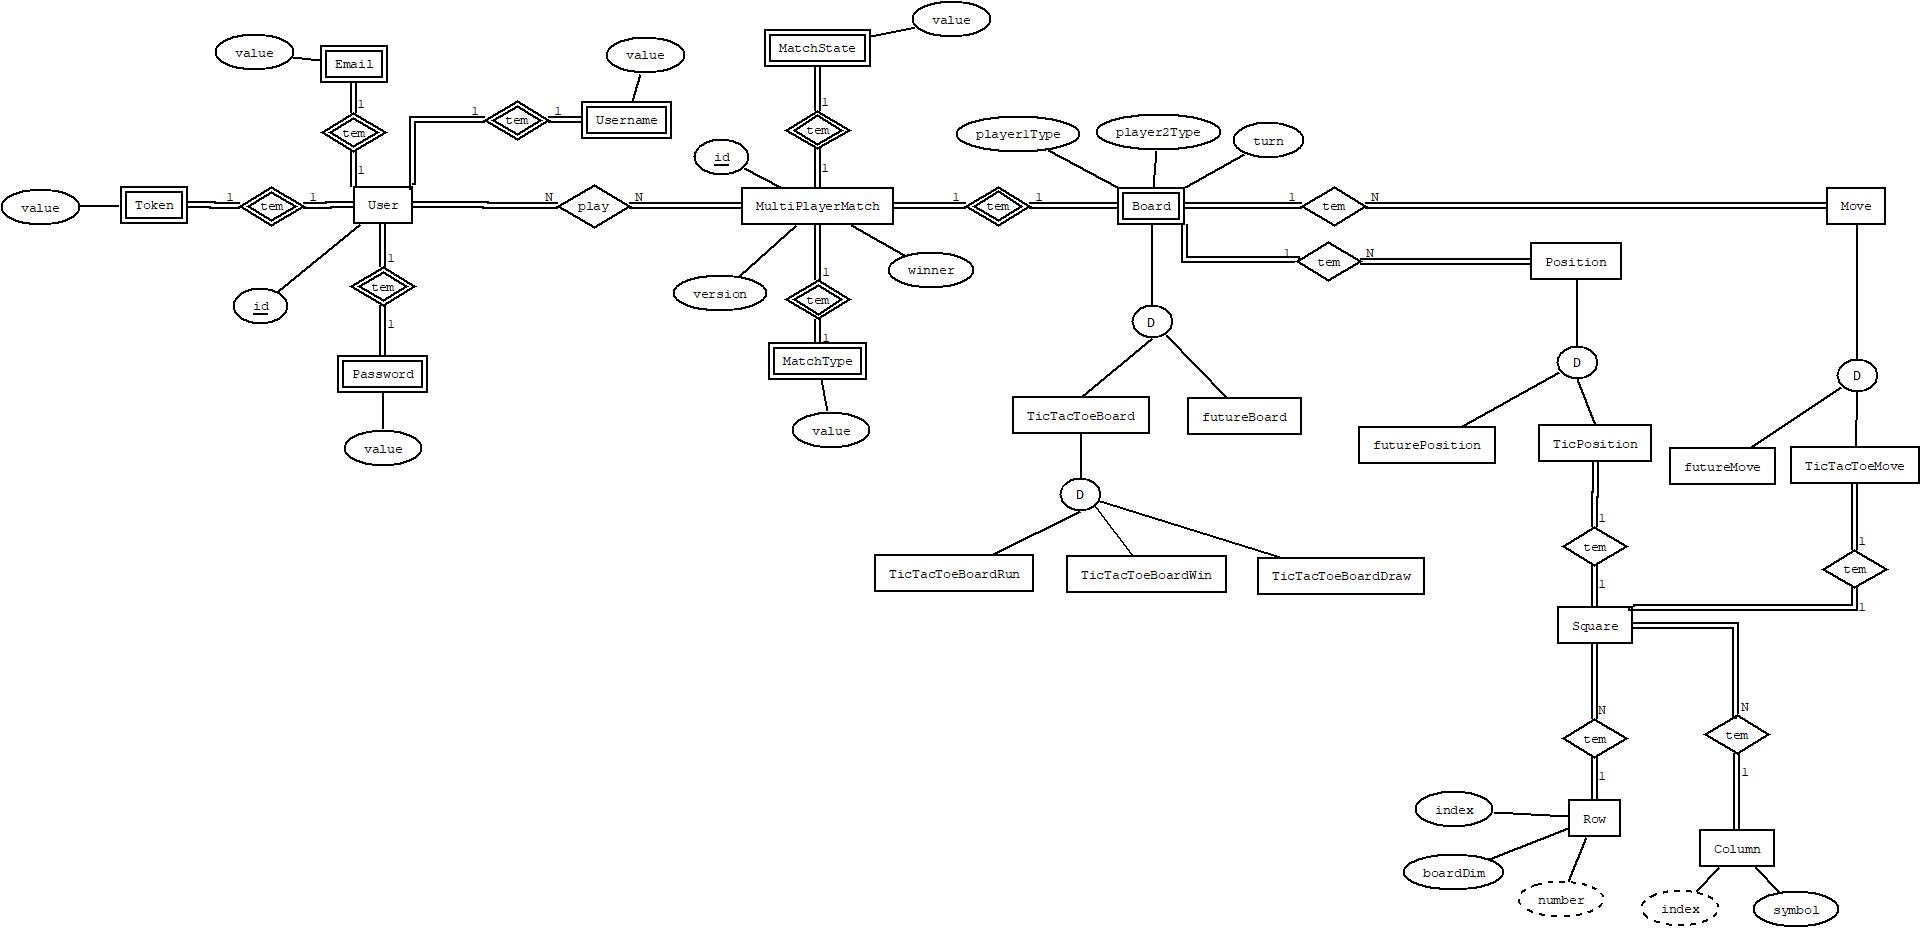 value
MatchState
value
Email
value
1
1
tem
1
1
Username
1
tem
tem
player1Type
player2Type
turn
1
id
1
value
Token
1
tem
1
User
N
play
N
MultiPlayerMatch
1
tem
1
Board
1
tem
N
Move
1
tem
N
Position
1
tem
id
1
version
winner
1
tem
1
D
Password
MatchType
D
D
value
value
TicTacToeBoard
futureBoard
futurePosition
TicPosition
futureMove
TicTacToeMove
D
1
tem
1
1
tem
1
TicTacToeBoardRun
TicTacToeBoardWin
TicTacToeBoardDraw
Square
N
tem
1
N
tem
1
index
Row
boardDim
number
Column
index
symbol